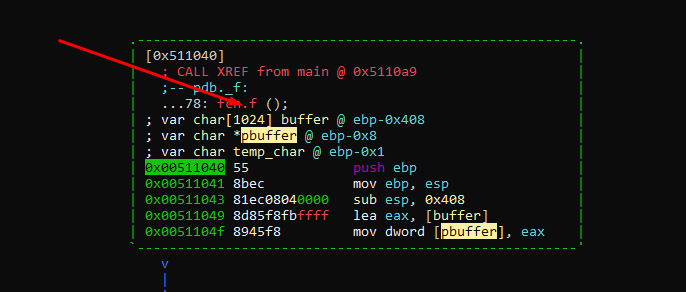 [0x511040]
; CALL XREF from main @ 0x5110a9
;-- pdb._f:
...78: fcn.f ();
; var char[1024] buffer @ ebp-0x408
; var char *pbuffer @ ebp-0x8
; var char temp_char @ ebp-0x1
0x00511040 55 push ebp
0x00511041 8bec mov ebp, esp
0x00511043 81ec08040000 sub esp, 0x408
0x00511049 8d85f8fbffff lea eax, [buffer]
0x0051104f 8945f8 mov dword [pbuffer], eax
v